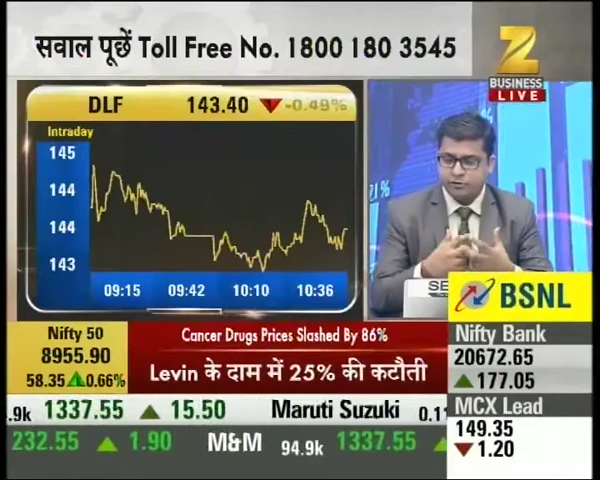 सवाल पूछें Toll Free No. 1800 180 3545
Z
BUSINESS
LIVE
DLF 143.40 -0.49%
Intraday
145
144
144
143
09:15 09:42 10:10 10:36
BSNL
Nifty 50
8955.90
58.35 0.66%
Cancer Drugs Prices Slashed By 86%
Levin के दाम में 25% की कटौती
Nifty Bank
20672.65
177.05
MCX Lead
149.35
1.20
.9k 1337.55 15.50 Maruti Suzuki 0.1
232.55 1.90 M&M 94.9k 1337.55